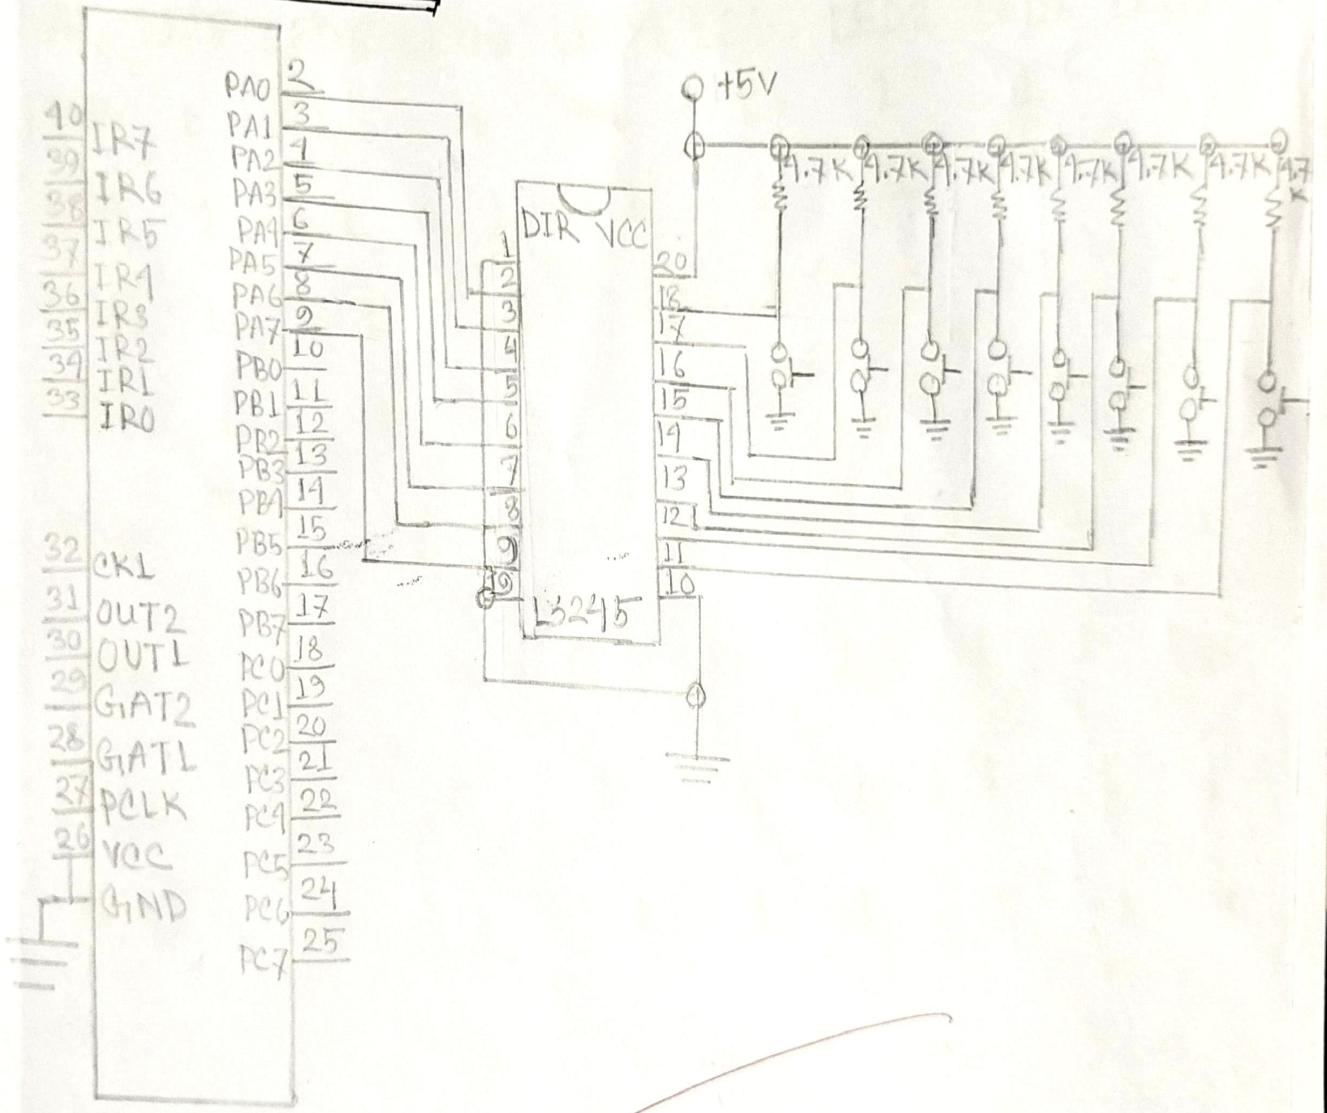 +5V
4.7K 4.7K 4.7K 4.7K 4.7K 4.7K 4.7K 4.7K
40 IR7
39 IR6
38 IR5
37 IR4
36 IR3
35 IR2
34 IR1
33 IR0
32 CK1
31 OUT2
30 OUT1
29 GAT2
28 GAT1
27 PCLK
26 VCC
GND
PA0 2
PA1 3
PA2 4
PA3 5
PA4 6
PA5 7
PA6 8
PA7 9
PB0 10
PB1 11
PB2 12
PB3 13
PB4 14
PB5 15
PB6 16
PB7 17
PC0 18
PC1 19
PC2 20
PC3 21
PC4 22
PC5 23
PC6 24
PC7 25
DIR VCC
1
2
3
4
5
6
7
8
9
19
20
18
17
16
15
14
13
12
11
10
LS245